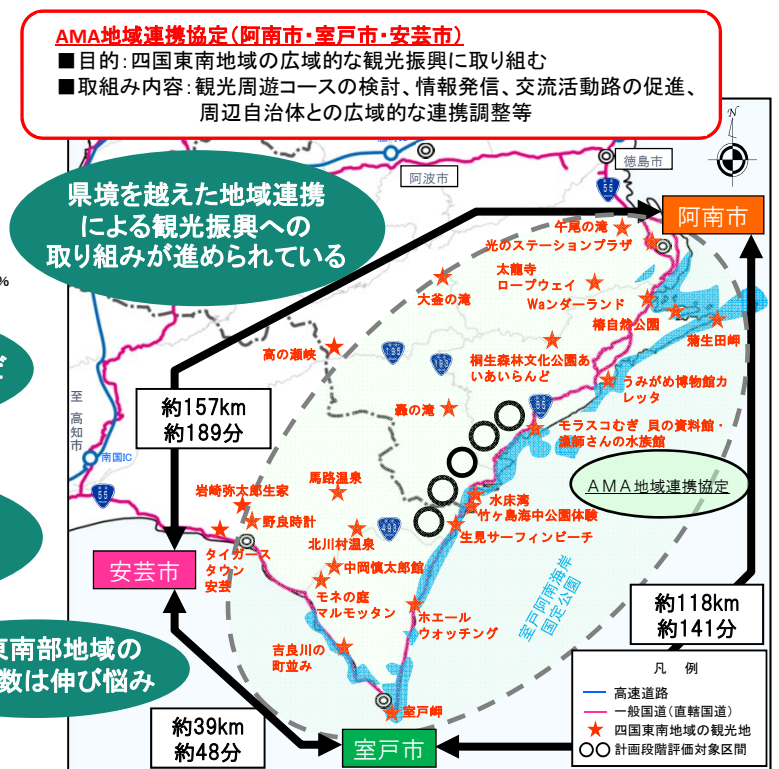 AMA地域連携協定(阿南市・室戸市・安芸市)
■目的:四国東南地域の広域的な観光振興に取り組む
■取組み内容:観光周遊コースの検討、情報発信、交流活動路の促進、
周辺自治体との広域的な連携調整等
N
徳島市
阿波市
55
県境を越えた地域連携
による観光振興への
取り組みが進められている
阿南市
午尾の滝
光のステーションプラザ
太龍寺
ロープウェイ
大釜の滝
Waンダーランド
椿自然公園
蒲生田岬
%
高の瀬峡
195
193
桐生森林文化公園あ
いあいらんど
うみがめ博物館カ
レッタ
至
高知市
約157km
約189分
轟の滝
55
モラスコむぎ 貝の資料館・
漁師さんの水族館
南国IC
55
AMA地域連携協定
岩崎弥太郎生家
馬路温泉
水床湾
竹ヶ島海中公園体験
野良時計
493
生見サーフィンビーチ
北川村温泉
タイガース
タウン
安芸
安芸市
中岡慎太郎館
モネの庭
マルモッタン
ホエール
ウォッチング
室戸阿南海岸
国定公園
約118km
約141分
東南部地域の
数は伸び悩み
吉良川の
町並み
室戸岬
約39km
約48分
室戸市
凡 例
高速道路
一般国道(直轄国道)
四国東南地域の観光地
計画段階評価対象区間